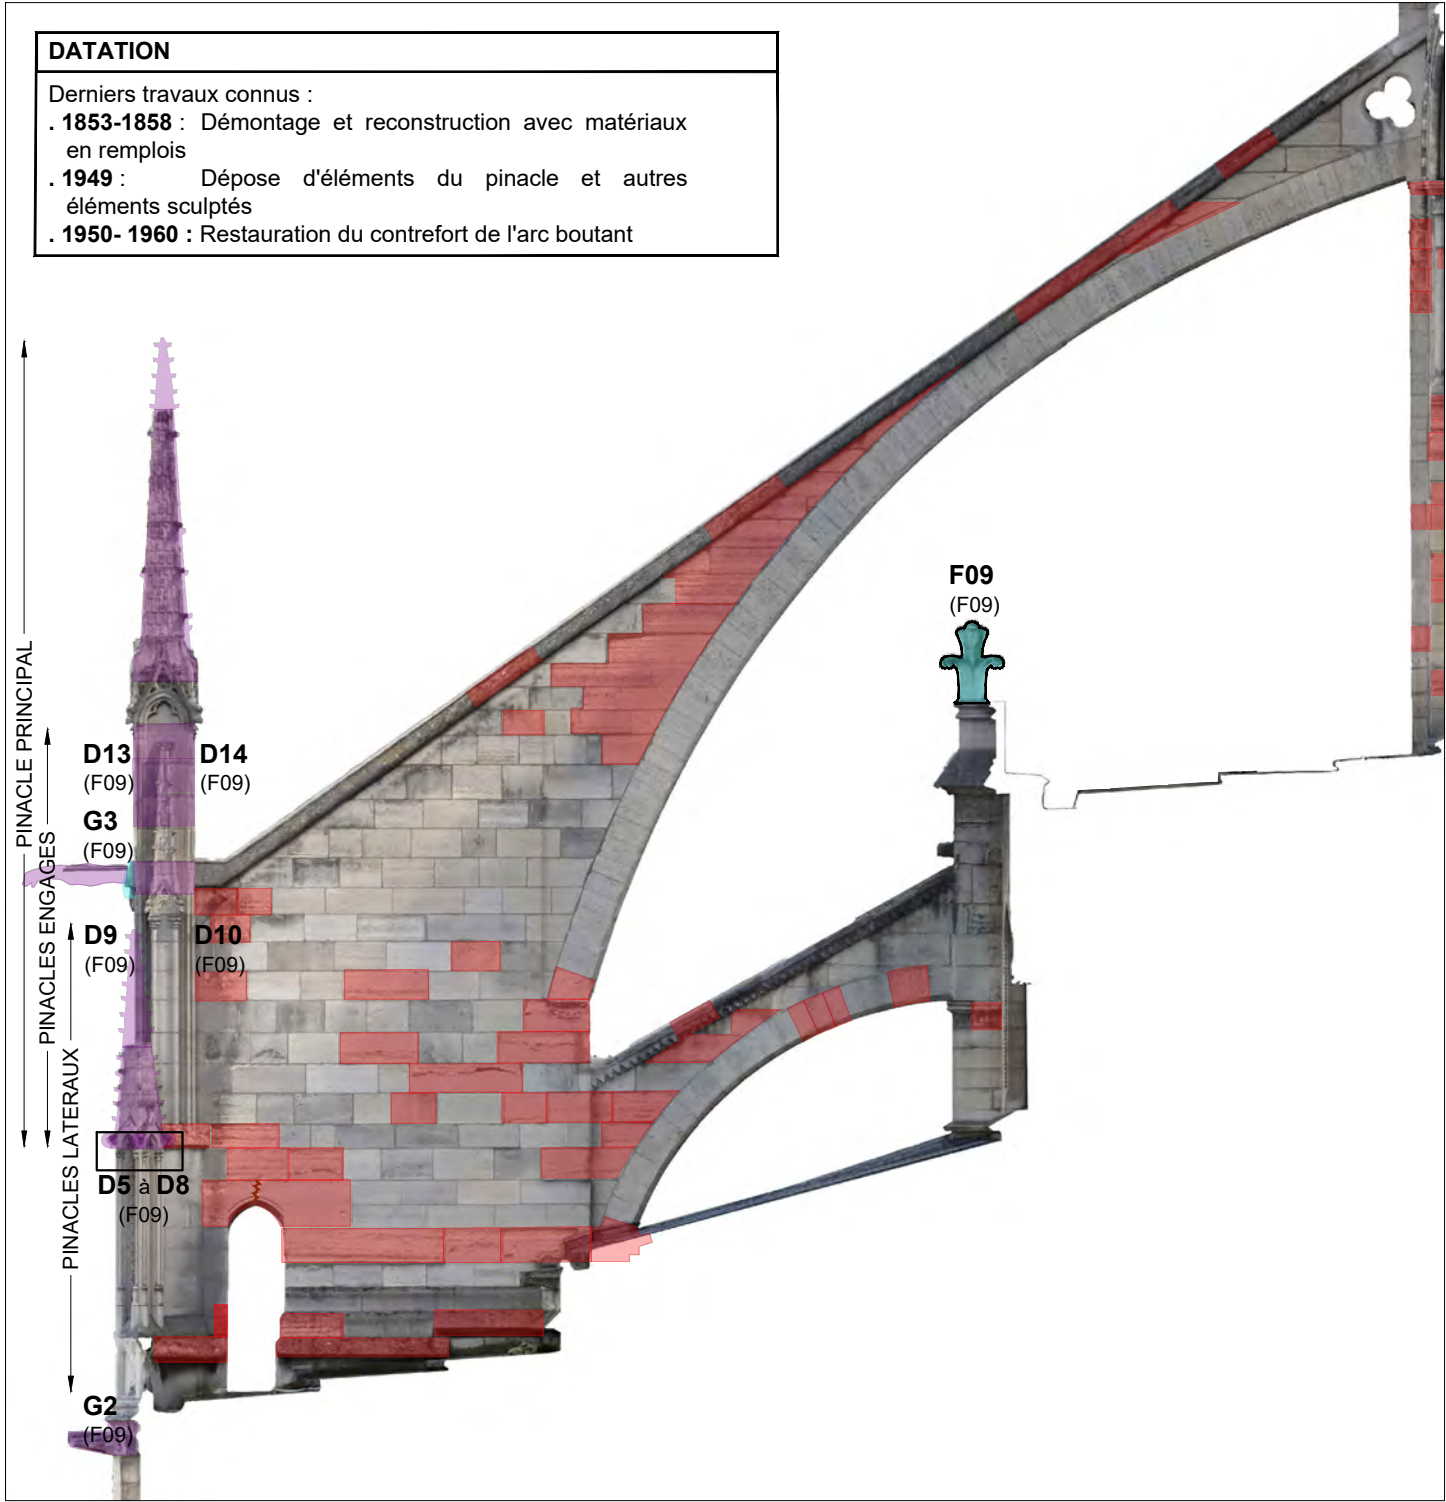 DATATION
Derniers travaux connus :
. 1853-1858 : Démontage et reconstruction avec matériaux
en remplois
. 1949 : Dépose d'éléments du pinacle et autres
éléments sculptés
. 1950- 1960 : Restauration du contrefort de l'arc boutant
F09
(F09)
PINACLE PRINCIPAL
PINACLES ENGAGES
PINACLES LATERAUX
D13
(F09)
D14
(F09)
G3
(F09)
D9
(F09)
D10
(F09)
D5 à D8
(F09)
G2
(F09)